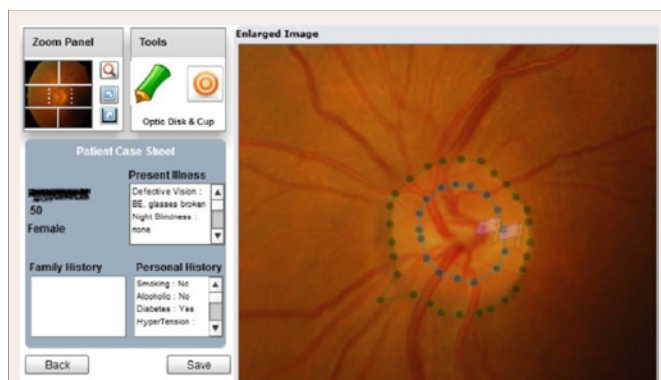 Zoom Panel
Tools
Optic Disk & Cup
Patient Case Sheet
50
Female
Present Illness
Defective Vision :
BE, glasses broken
Night Blindness :
none
Family History
Personal History
Smoking : No
Alcoholic : No
Diabetes : Yes
HyperTension :
Back
Save
Enlarged Image